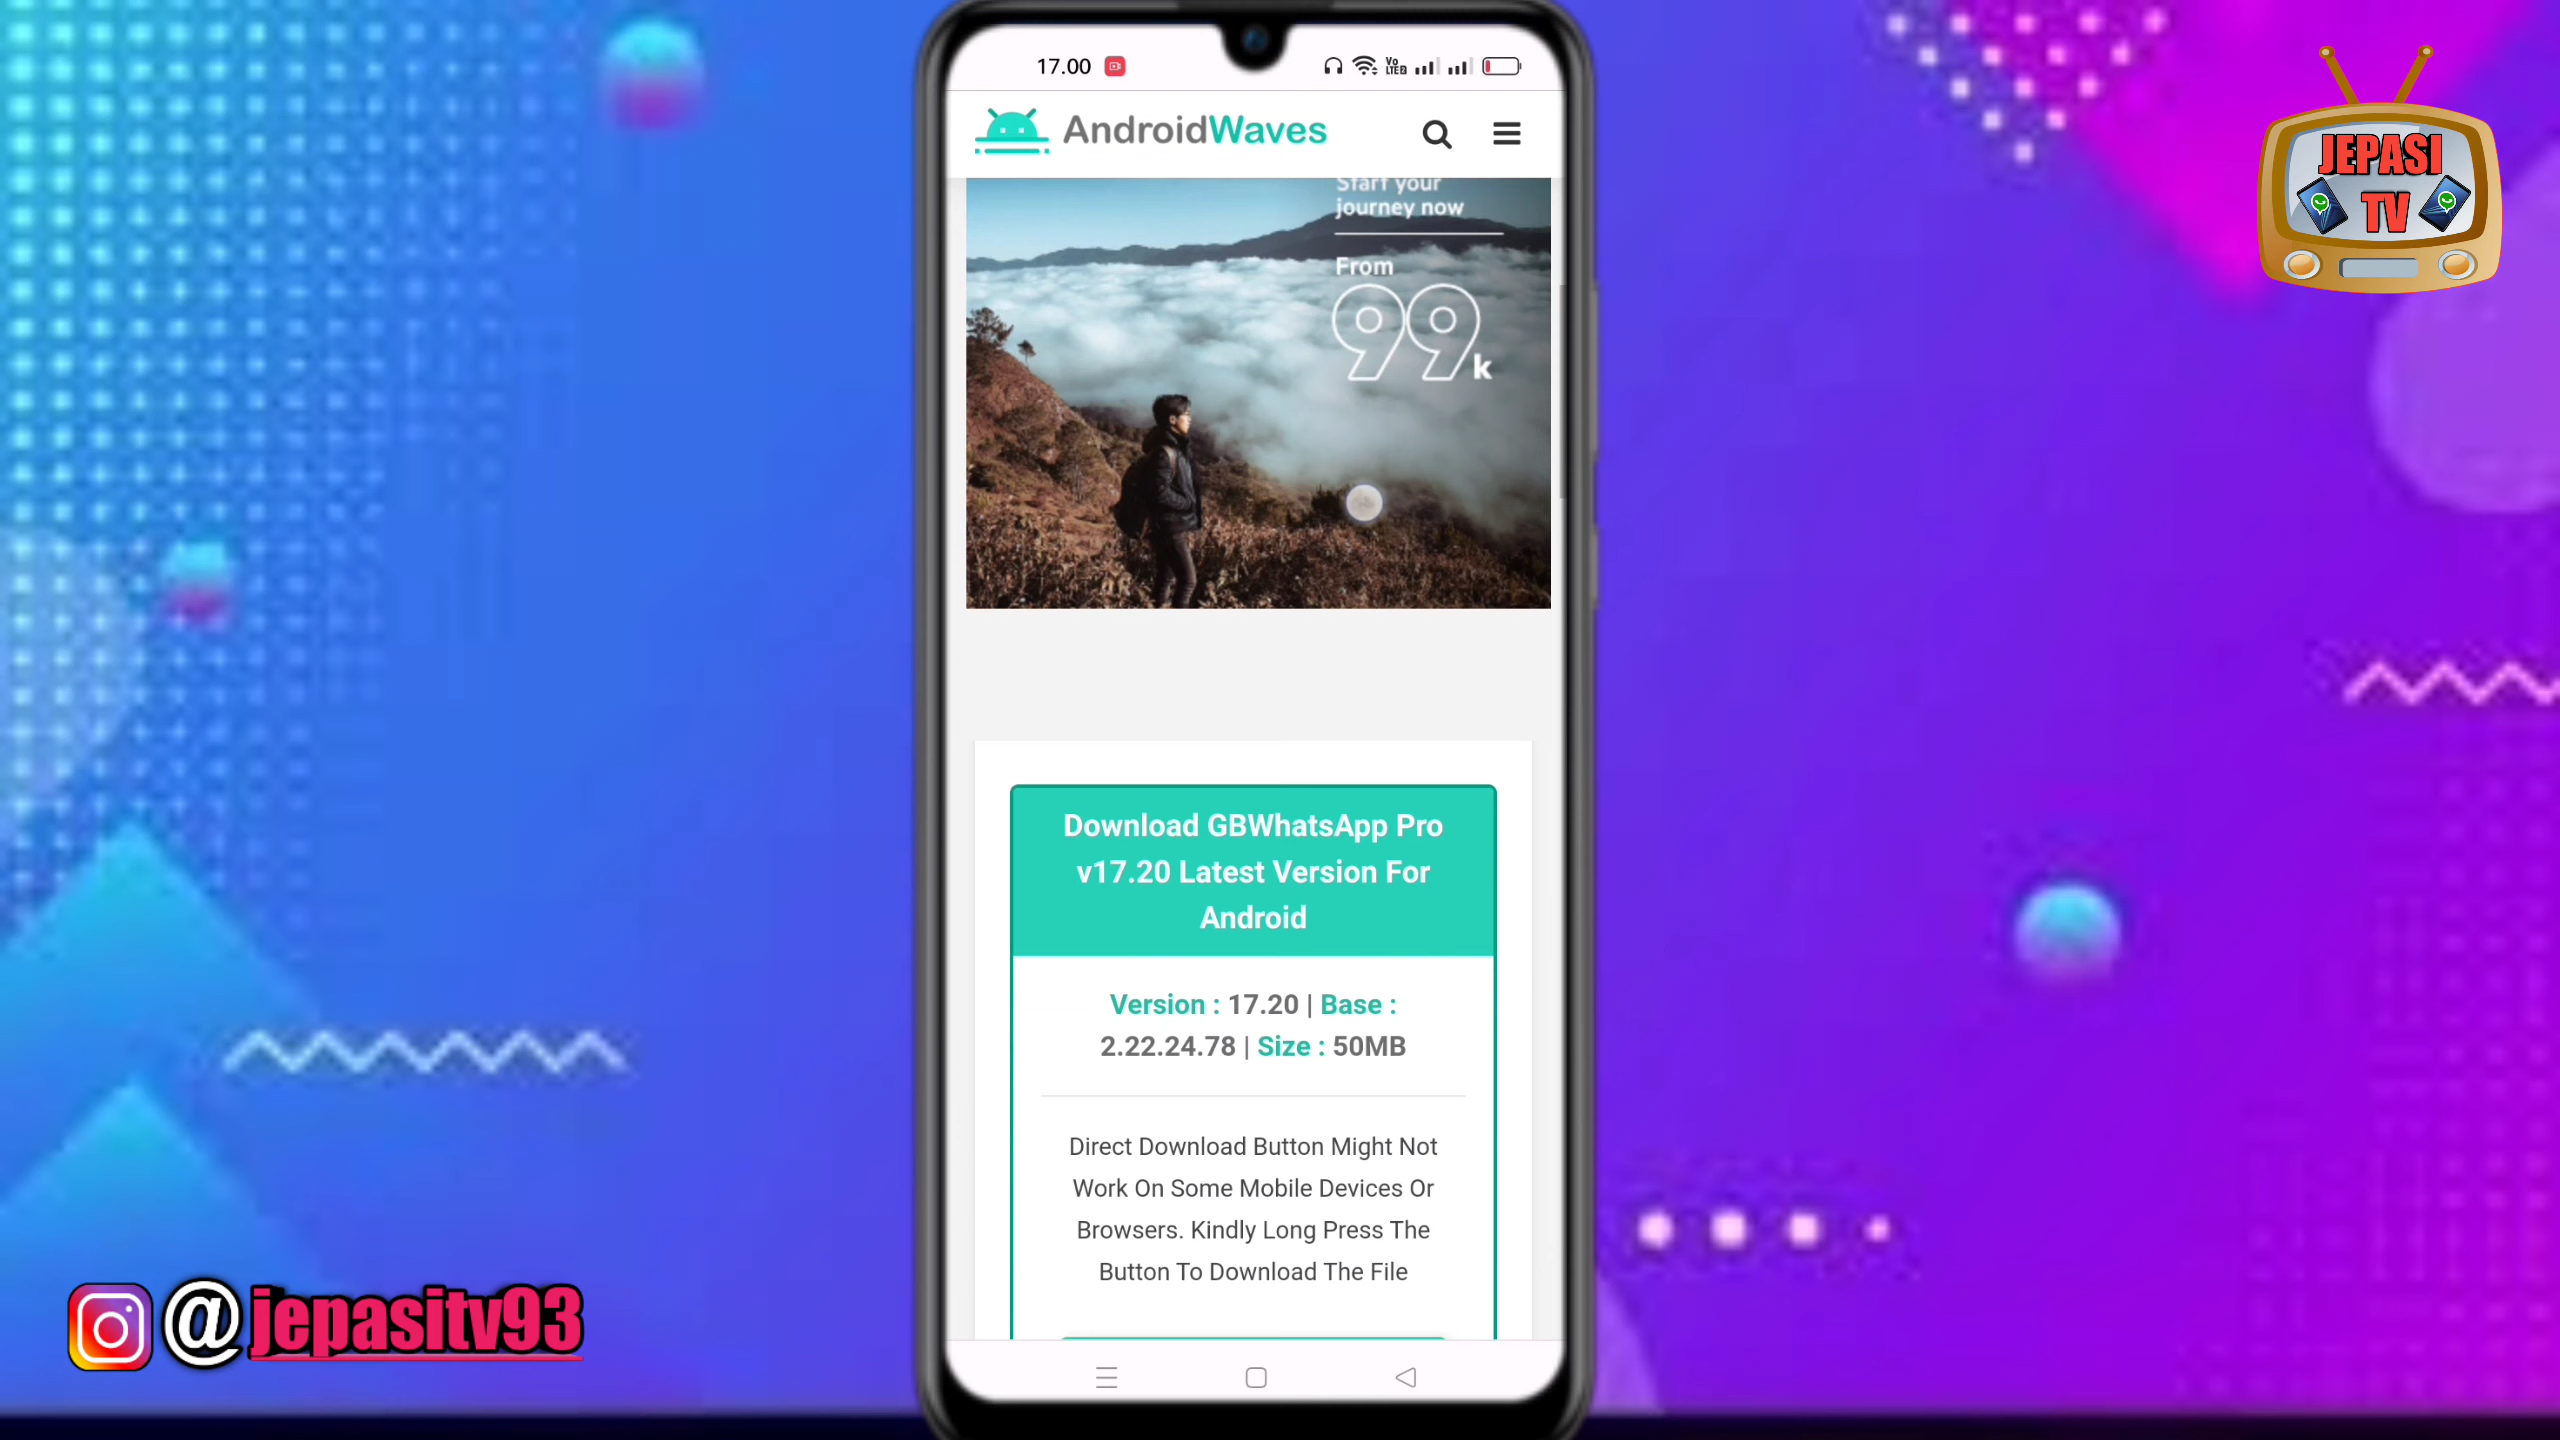 17.00
Vo
LTE2
AndroidWaves
Start your
journey now
From
99k
Download GBWhatsApp Pro
v17.20 Latest Version For
Android
Version : 17.20 | Base :
2.22.24.78 | Size : 50MB
Direct Download Button Might Not
Work On Some Mobile Devices Or
Browsers. Kindly Long Press The
Button To Download The File
JEPASI
TV
@jepasitv93